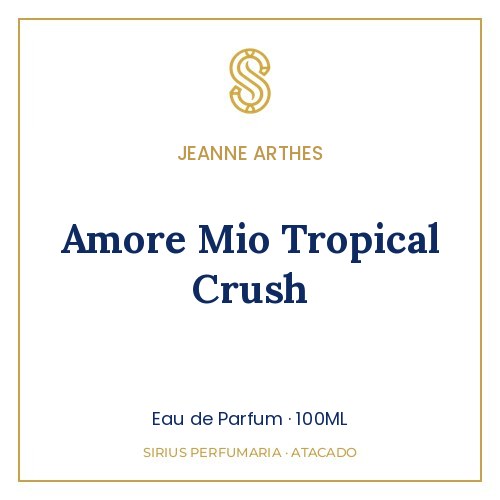 JEANNE ARTHES
Amore Mio Tropical
Crush
Eau de Parfum · 100ML
SIRIUS PERFUMARIA · ATACADO